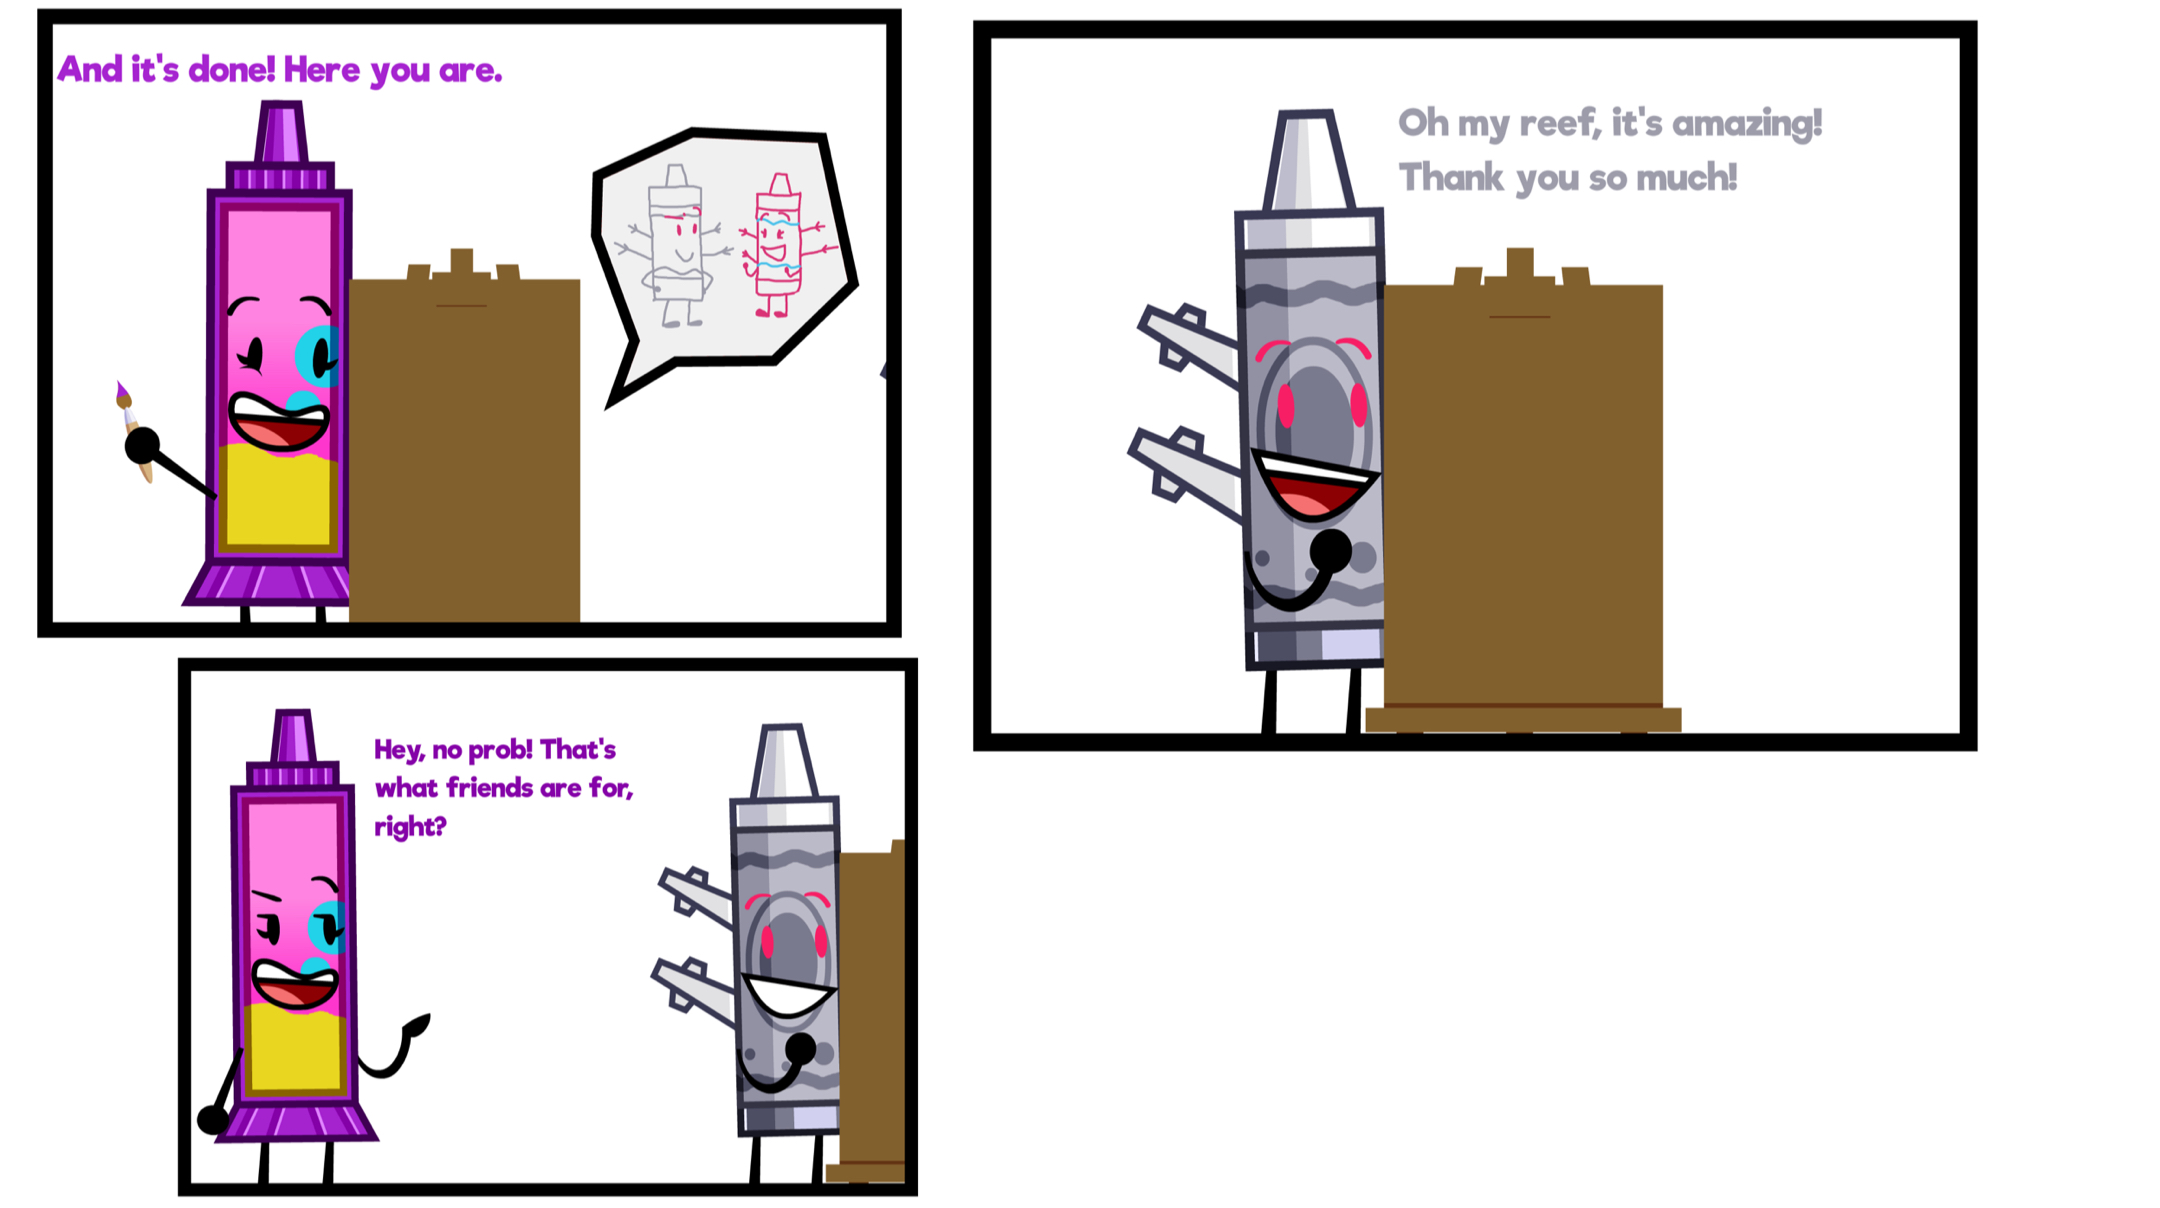 And it's done! Here you are.
Oh my reef, it's amazing!
Thank you so much!
Hey, no prob! That's
what friends are for,
right?